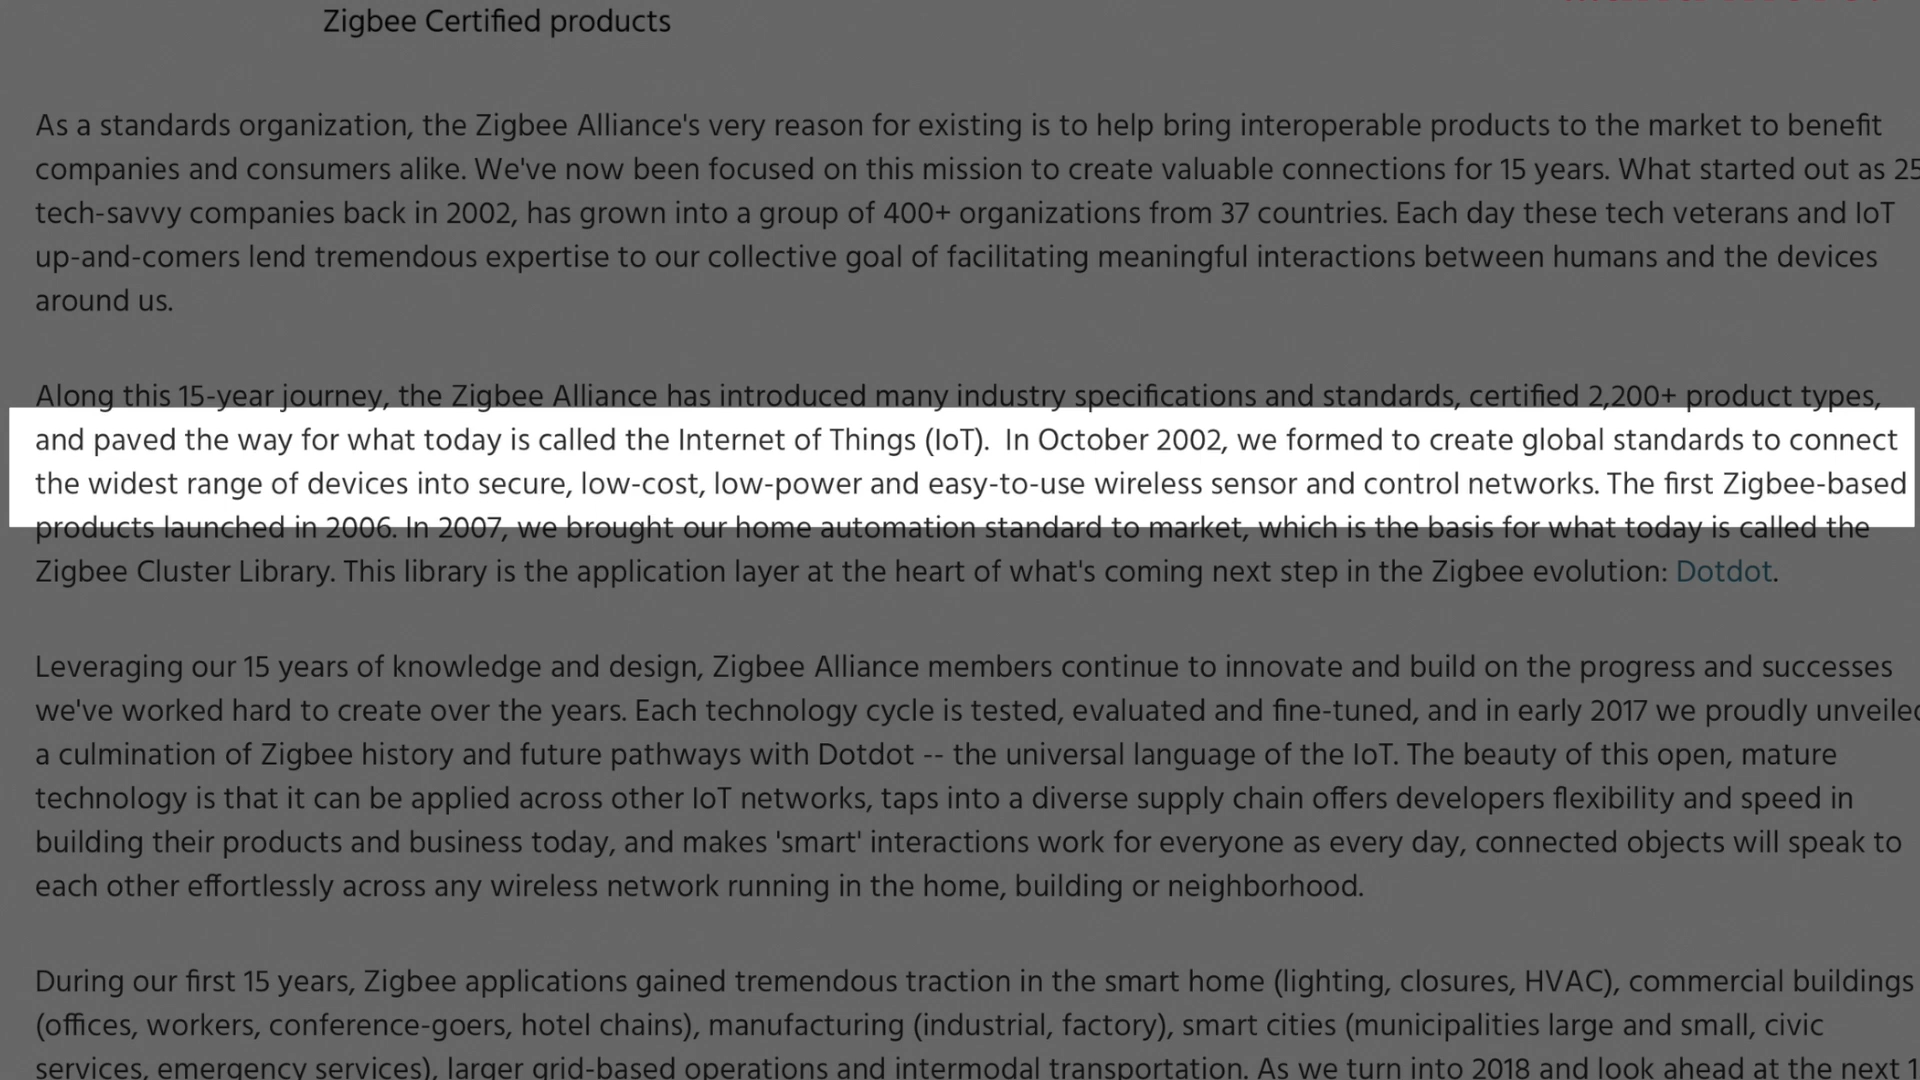 Zigbee Certified products
As a standards organization, the Zigbee Alliance's very reason for existing is to help bring interoperable products to the market to benefit
companies and consumers alike. We've now been focused on this mission to create valuable connections for 15 years. What started out as 25
tech-savvy companies back in 2002, has grown into a group of 400+ organizations from 37 countries. Each day these tech veterans and IoT
up-and-comers lend tremendous expertise to our collective goal of facilitating meaningful interactions between humans and the devices
around us.
Along this 15-year journey, the Zigbee Alliance has introduced many industry specifications and standards, certified 2,200+ product types,
and paved the way for what today is called the Internet of Things (IoT).  In October 2002, we formed to create global standards to connect
the widest range of devices into secure, low-cost, low-power and easy-to-use wireless sensor and control networks. The first Zigbee-based
products launched in 2006. In 2007, we brought our home automation standard to market, which is the basis for what today is called the
Zigbee Cluster Library. This library is the application layer at the heart of what's coming next step in the Zigbee evolution: Dotdot.
Leveraging our 15 years of knowledge and design, Zigbee Alliance members continue to innovate and build on the progress and successes
we've worked hard to create over the years. Each technology cycle is tested, evaluated and fine-tuned, and in early 2017 we proudly unveiled
a culmination of Zigbee history and future pathways with Dotdot -- the universal language of the IoT. The beauty of this open, mature
technology is that it can be applied across other IoT networks, taps into a diverse supply chain offers developers flexibility and speed in
building their products and business today, and makes 'smart' interactions work for everyone as every day, connected objects will speak to
each other effortlessly across any wireless network running in the home, building or neighborhood.
During our first 15 years, Zigbee applications gained tremendous traction in the smart home (lighting, closures, HVAC), commercial buildings
(offices, workers, conference-goers, hotel chains), manufacturing (industrial, factory), smart cities (municipalities large and small, civic
services, emergency services), larger grid-based operations and intermodal transportation. As we turn into 2018 and look ahead at the next